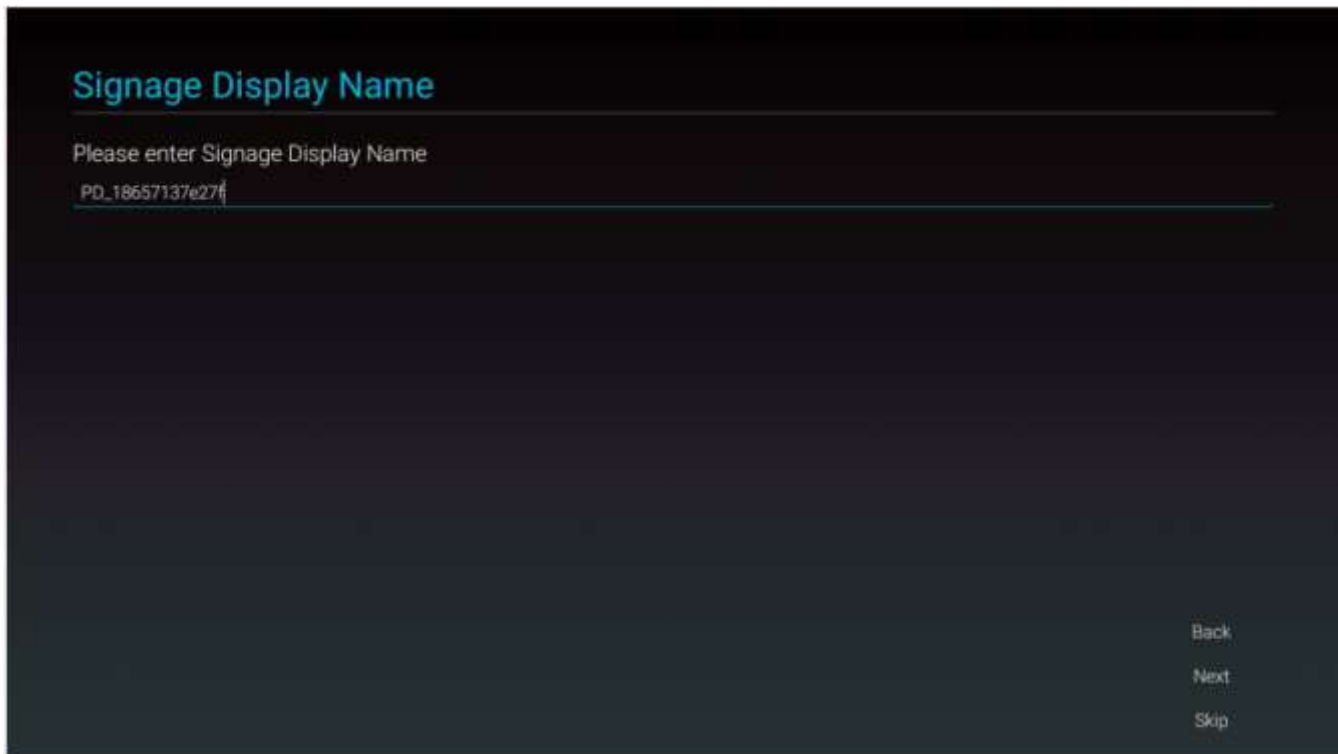 Signage Display Name
Please enter Signage Display Name
PD_18657137e27f
Back
Next
Skip